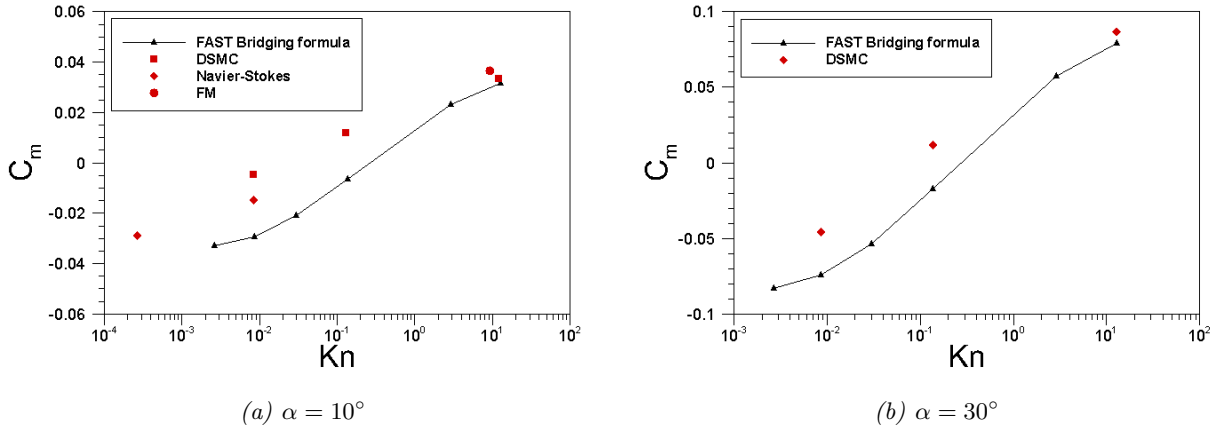 0.06
0.04
0.02
0
-0.02
-0.04
-0.06
C_m
FAST Bridging formula
DSMC
Navier-Stokes
FM
10^-4
10^-3
10^-2
10^-1
10^0
10^1
10^2
Kn
(a) α = 10°
0.1
0.05
0
-0.05
-0.1
C_m
FAST Bridging formula
DSMC
10^-3
10^-2
10^-1
10^0
10^1
10^2
Kn
(b) α = 30°